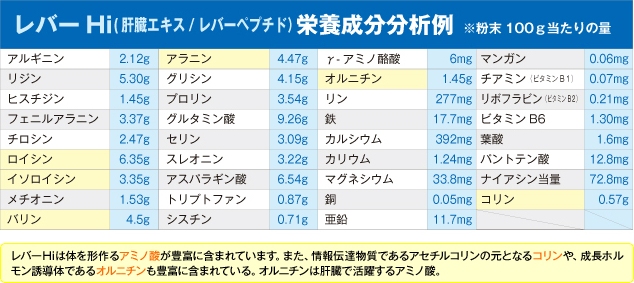 レバーHi(肝臓エキス/レバーペプチド)栄養成分分析例 ※粉末100g当たりの量
アルギニン 2.12g アラニン 4.47g γ-アミノ酪酸 6mg マンガン 0.06mg
リジン 5.30g グリシン 4.15g オルニチン 1.45g チアミン(ビタミンB1) 0.07mg
ヒスチジン 1.45g プロリン 3.54g リン 277mg リボフラビン(ビタミンB2) 0.21mg
フェニルアラニン 3.37g グルタミン酸 9.26g 鉄 17.7mg ビタミンB6 1.30mg
チロシン 2.47g セリン 3.09g カルシウム 392mg 葉酸 1.6mg
ロイシン 6.35g スレオニン 3.22g カリウム 1.24mg パントテン酸 12.8mg
イソロイシン 3.35g アスパラギン酸 6.54g マグネシウム 33.8mg ナイアシン当量 72.8mg
メチオニン 1.53g トリプトファン 0.87g 銅 0.05mg コリン 0.57g
バリン 4.5g シスチン 0.71g 亜鉛 11.7mg
レバーHiは体を形作るアミノ酸が豊富に含まれています。また、情報伝達物質であるアセチルコリンの元となるコリンや、成長ホル
モン誘導体であるオルニチンも豊富に含まれている。オルニチンは肝臓で活躍するアミノ酸。